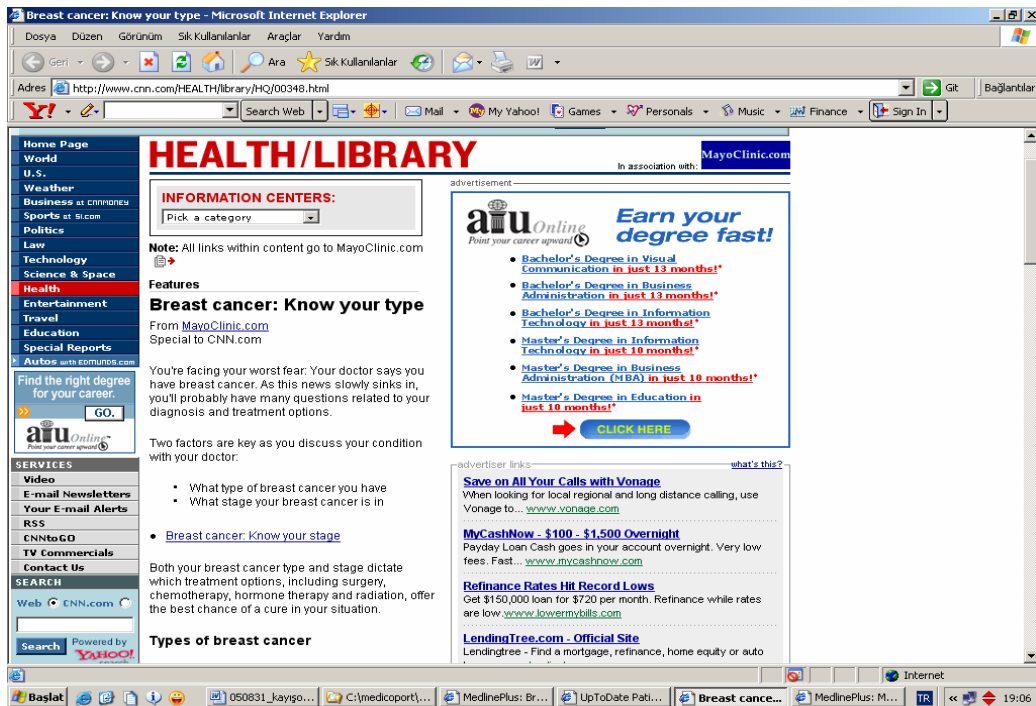 Breast cancer: Know your type - Microsoft Internet Explorer
Dosya Düzen Görünüm Sık Kullanılanlar Araçlar Yardım
Geri Ara Sık Kullanılanlar
Adres http://www.cnn.com/HEALTH/library/HQ/00348.html Git Bağlantılar
Y! Search Web Mail My Yahoo! Games Personals Music Finance Sign In
Home Page
World
U.S.
Weather
Business at CNNMONEY
Sports at SI.com
Politics
Law
Technology
Science & Space
Health
Entertainment
Travel
Education
Special Reports
Autos with EDMUNDS.com
Find the right degree
for your career.
GO.
aiu Online
Point your career upward
SERVICES
Video
E-mail Newsletters
Your E-mail Alerts
RSS
CNNtoGO
TV Commercials
Contact Us
SEARCH
Web CNN.com
Search Powered by
YAHOO!
search
HEALTH/LIBRARY
In association with: MayoClinic.com
INFORMATION CENTERS:
Pick a category
Note: All links within content go to MayoClinic.com
Features
Breast cancer: Know your type
From MayoClinic.com
Special to CNN.com
You're facing your worst fear: Your doctor says you
have breast cancer. As this news slowly sinks in,
you'll probably have many questions related to your
diagnosis and treatment options.
Two factors are key as you discuss your condition
with your doctor:
• What type of breast cancer you have
• What stage your breast cancer is in
• Breast cancer: Know your stage
Both your breast cancer type and stage dictate
which treatment options, including surgery,
chemotherapy, hormone therapy and radiation, offer
the best chance of a cure in your situation.
Types of breast cancer
advertisement
aiu Online
Point your career upward
Earn your
degree fast!
• Bachelor's Degree in Visual
Communication in just 13 months!*
• Bachelor's Degree in Business
Administration in just 13 months!*
• Bachelor's Degree in Information
Technology in just 13 months!*
• Master's Degree in Information
Technology in just 10 months!*
• Master's Degree in Business
Administration (MBA) in just 10 months!*
• Master's Degree in Education in
just 10 months!*
CLICK HERE
advertiser links what's this?
Save on All Your Calls with Vonage
When looking for local regional and long distance calling, use
Vonage to... www.vonage.com
MyCashNow - $100 - $1,500 Overnight
Payday Loan Cash goes in your account overnight. Very low
fees. Fast... www.mycashnow.com
Refinance Rates Hit Record Lows
Get $150,000 loan for $720 per month. Refinance while rates
are low.www.lowermybills.com
LendingTree.com - Official Site
Lendingtree - Find a mortgage, refinance, home equity or auto
Internet
Başlat 050831_kayışo... C:\medicoport\... MedlinePlus: Br... UpToDate Pati... Breast cance... MedlinePlus: M... TR « 19:06